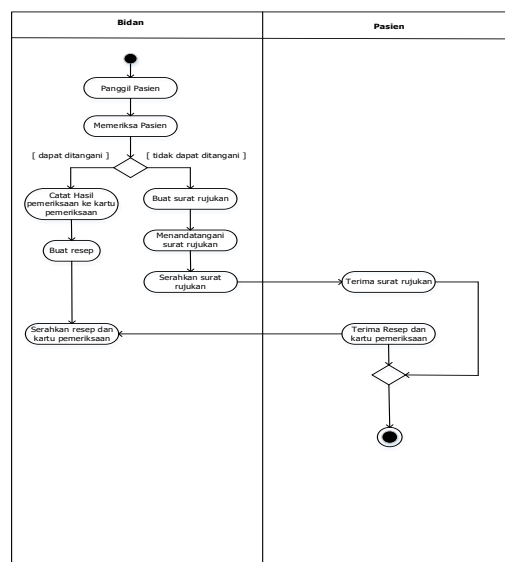 Bidan
Pasien
Panggil Pasien
Memeriksa Pasien
[ dapat ditangani ]
[ tidak dapat ditangani ]
Catat Hasil
pemeriksaan ke kartu
pemeriksaan
Buat surat rujukan
Menandatangani
surat rujukan
Buat resep
Serahkan surat
rujukan
Terima surat rujukan
Serahkan resep dan
kartu pemeriksaan
Terima Resep dan
kartu pemeriksaan